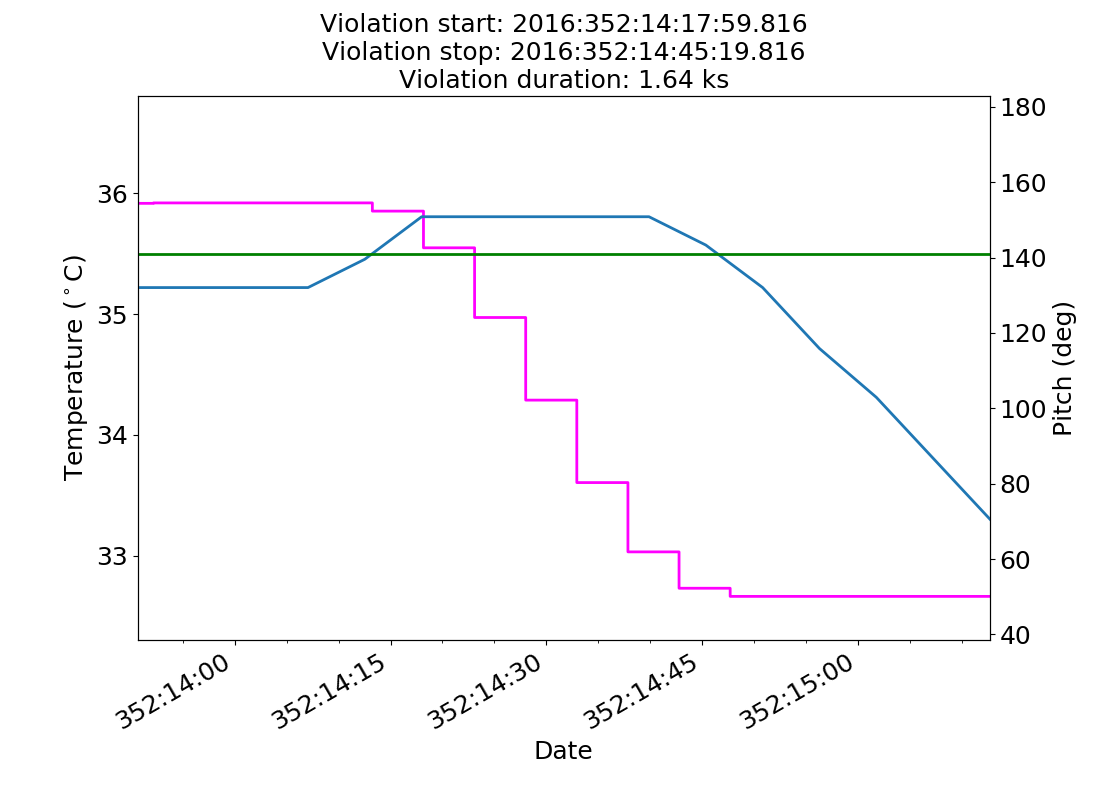 Violation start: 2016:352:14:17:59.816
Violation stop: 2016:352:14:45:19.816
Violation duration: 1.64 ks
36
35
34
33
Temperature (°C)
180
160
140
120
100
80
60
40
Pitch (deg)
352:14:00
352:14:15
352:14:30
352:14:45
352:15:00
Date